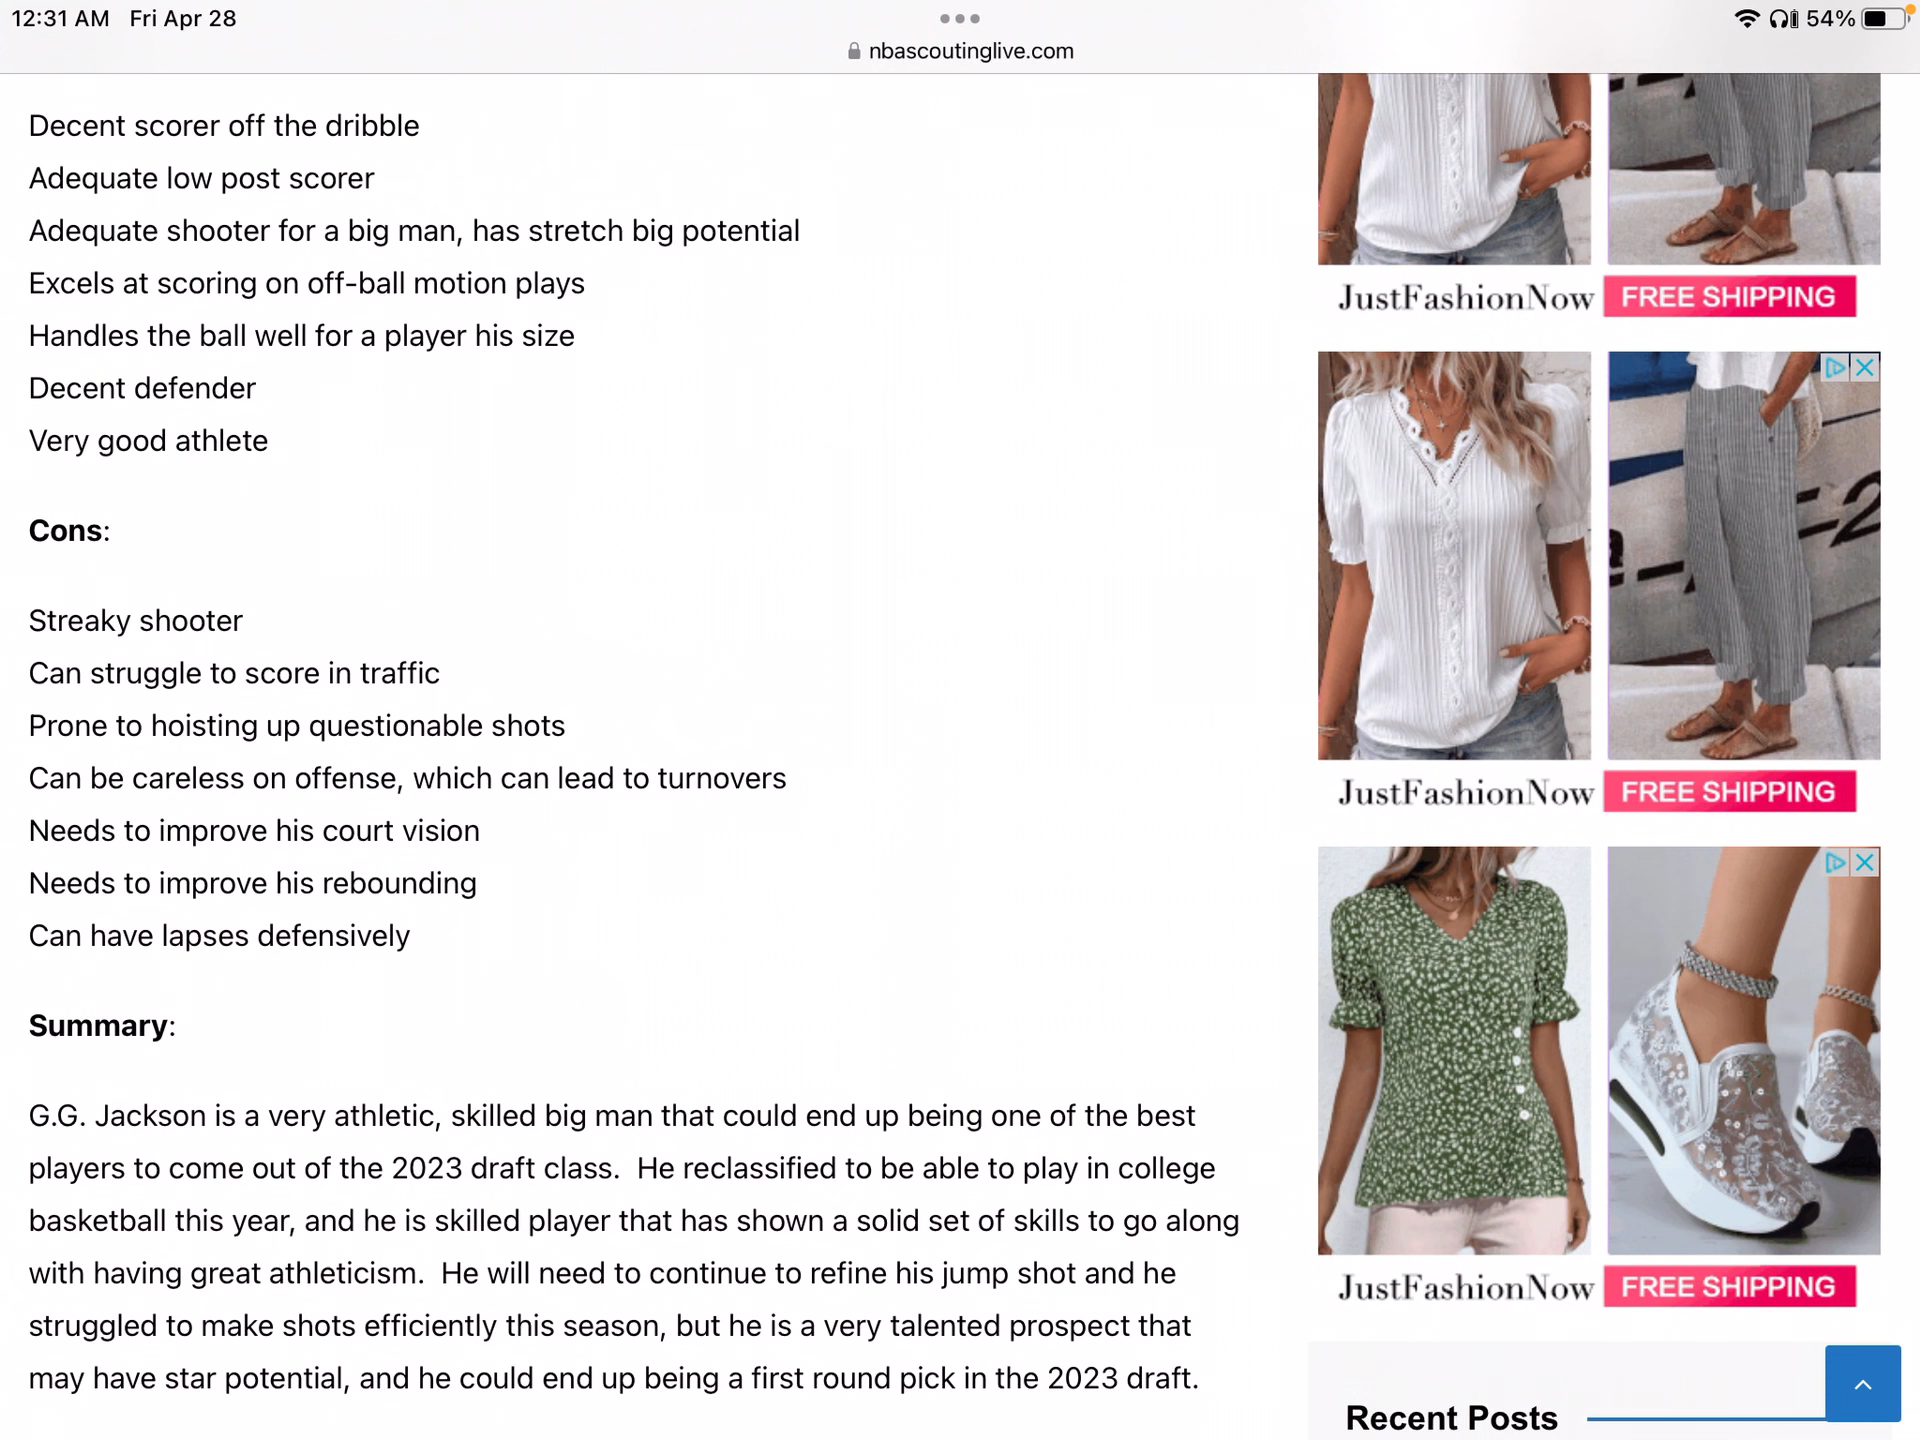 12:31 AM Fri Apr 28
54%
nbascoutinglive.com
Decent scorer off the dribble
Adequate low post scorer
Adequate shooter for a big man, has stretch big potential
Excels at scoring on off-ball motion plays
Handles the ball well for a player his size
Decent defender
Very good athlete
Cons:
Streaky shooter
Can struggle to score in traffic
Prone to hoisting up questionable shots
Can be careless on offense, which can lead to turnovers
Needs to improve his court vision
Needs to improve his rebounding
Can have lapses defensively
Summary:
G.G. Jackson is a very athletic, skilled big man that could end up being one of the best
players to come out of the 2023 draft class.  He reclassified to be able to play in college
basketball this year, and he is skilled player that has shown a solid set of skills to go along
with having great athleticism.  He will need to continue to refine his jump shot and he
struggled to make shots efficiently this season, but he is a very talented prospect that
may have star potential, and he could end up being a first round pick in the 2023 draft.
JustFashionNow FREE SHIPPING
JustFashionNow FREE SHIPPING
JustFashionNow FREE SHIPPING
Recent Posts